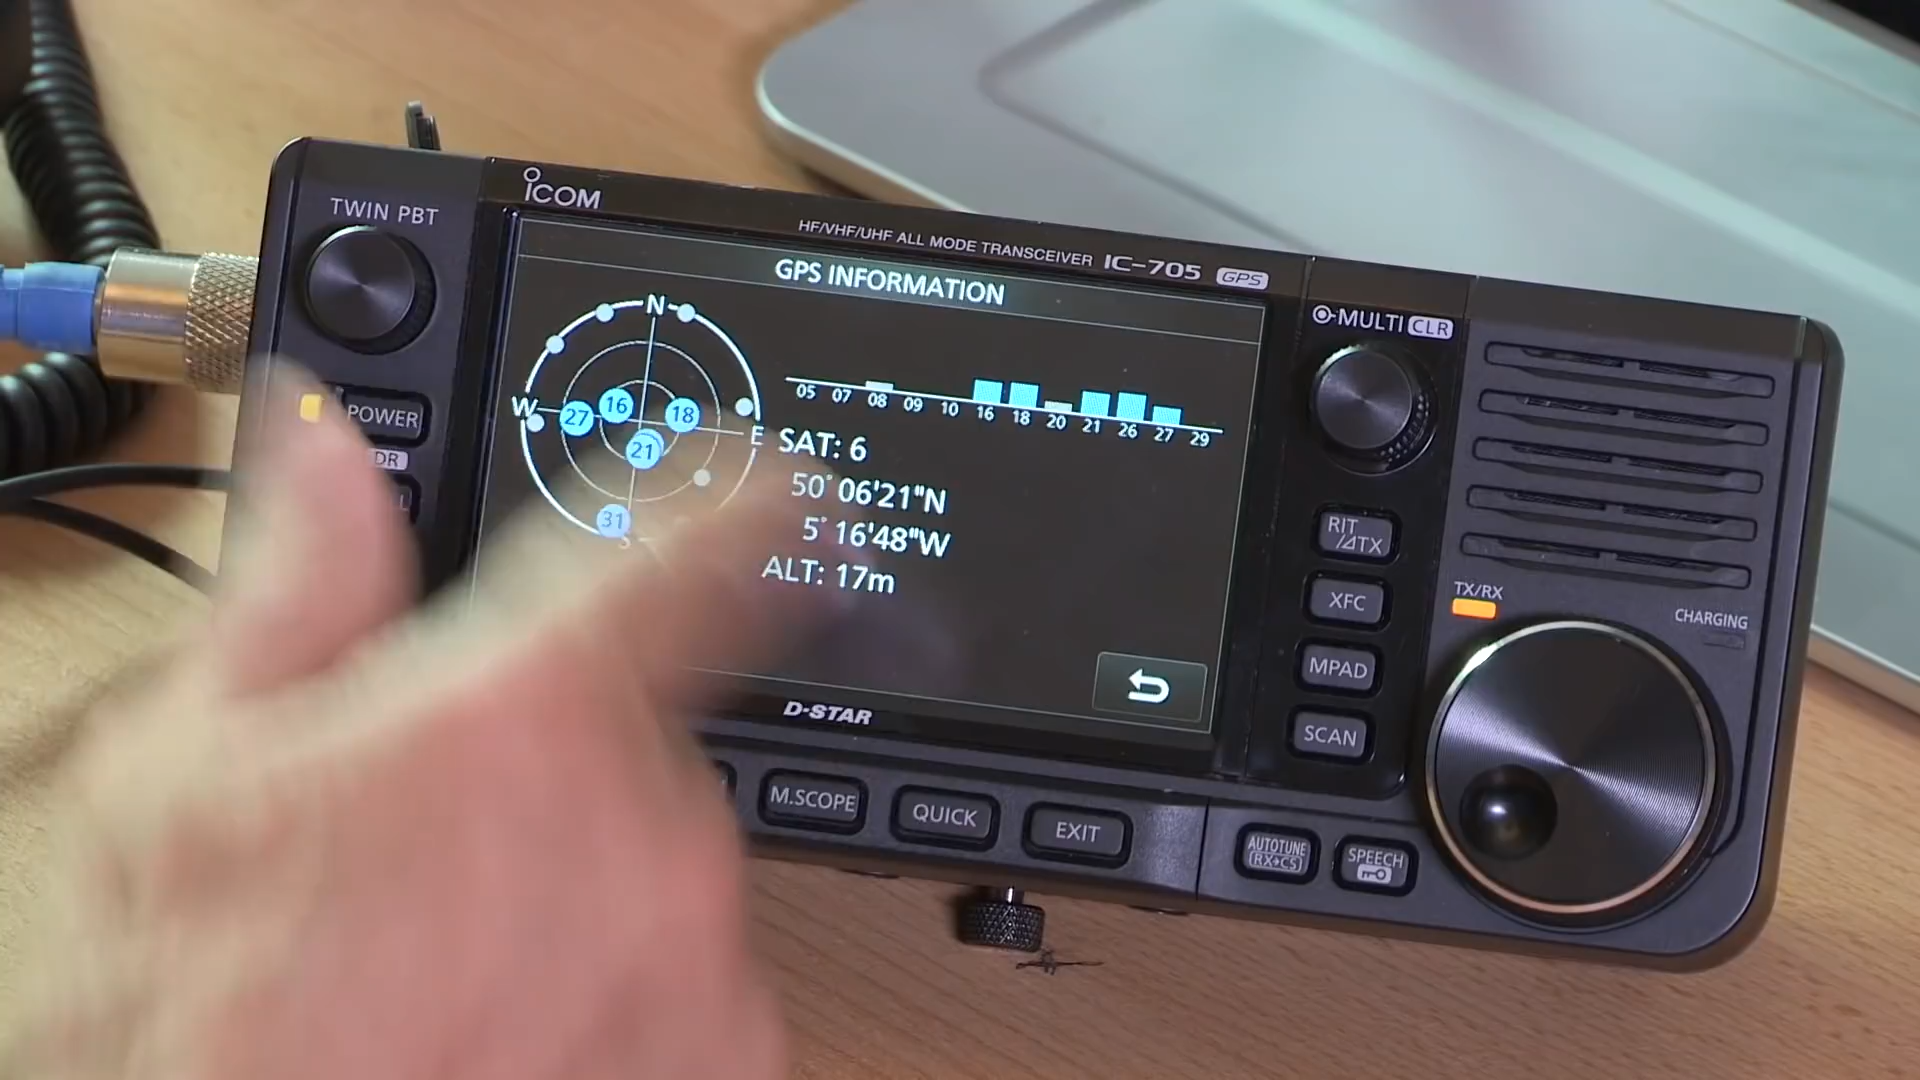 ICOM
TWIN PBT
HF/VHF/UHF ALL MODE TRANSCEIVER IC-705 GPS
GPS INFORMATION
MULTI CLR
N
W
E
S
27
16
18
21
31
05 07 08 09 10 16 18 20 21 26 27 29
SAT: 6
50° 06'21"N
5° 16'48"W
ALT: 17m
POWER
RIT
/⊿TX
XFC
MPAD
SCAN
TX/RX
CHARGING
D-STAR
M.SCOPE
QUICK
EXIT
AUTOTUNE
RX→CS
SPEECH